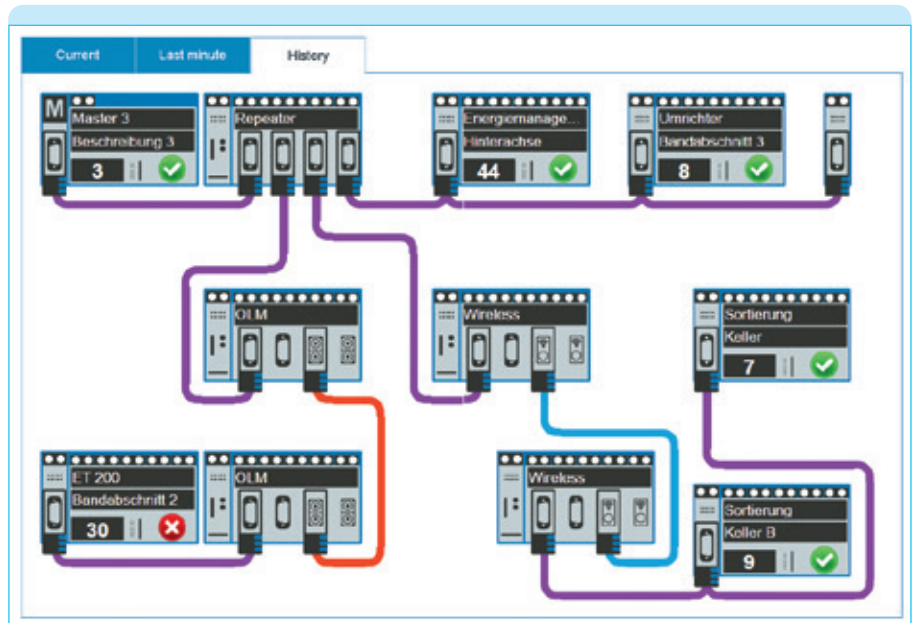 Current
Last minute
History
M
Master 3
Beschreibung 3
3
Repeater
Energiemanage...
Hinterachse
44
Umrichter
Bandabschnitt 3
8
OLM
Wireless
Sortierung
Keller
7
ET 200
Bandabschnitt 2
30
OLM
Wireless
Sortierung
Keller B
9